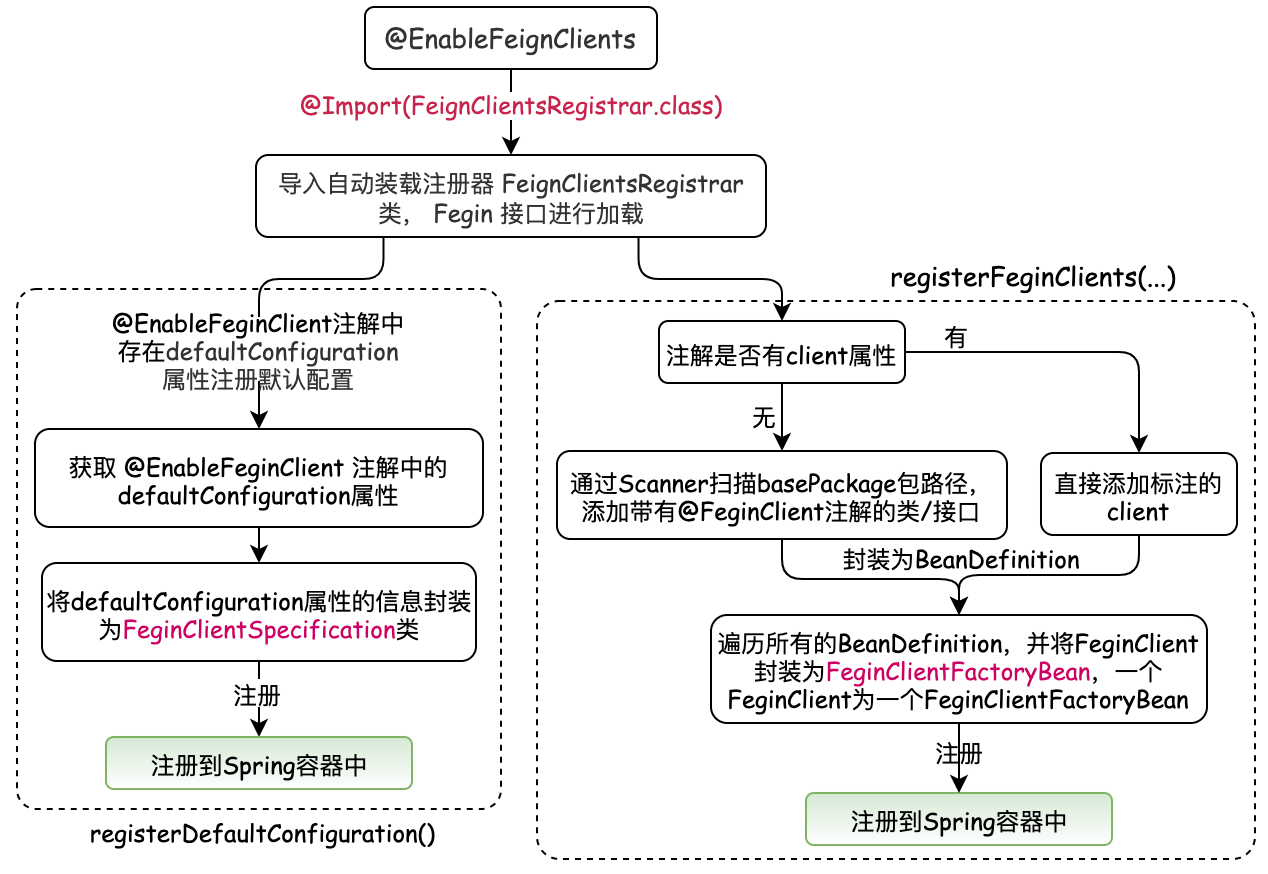 @EnableFeignClients
@Import(FeignClientsRegistrar.class)
导入自动装载注册器 FeignClientsRegistrar
类， Fegin 接口进行加载
@EnableFeginClient注解中
存在defaultConfiguration
属性注册默认配置
获取 @EnableFeginClient 注解中的
defaultConfiguration属性
将defaultConfiguration属性的信息封装
为FeginClientSpecification类
注册
注册到Spring容器中
registerDefaultConfiguration()
registerFeginClients(...)
注解是否有client属性
有
无
通过Scanner扫描basePackage包路径，
添加带有@FeginClient注解的类/接口
直接添加标注的
client
封装为BeanDefinition
遍历所有的BeanDefinition，并将FeginClient
封装为FeginClientFactoryBean，一个
FeginClient为一个FeginClientFactoryBean
注册
注册到Spring容器中